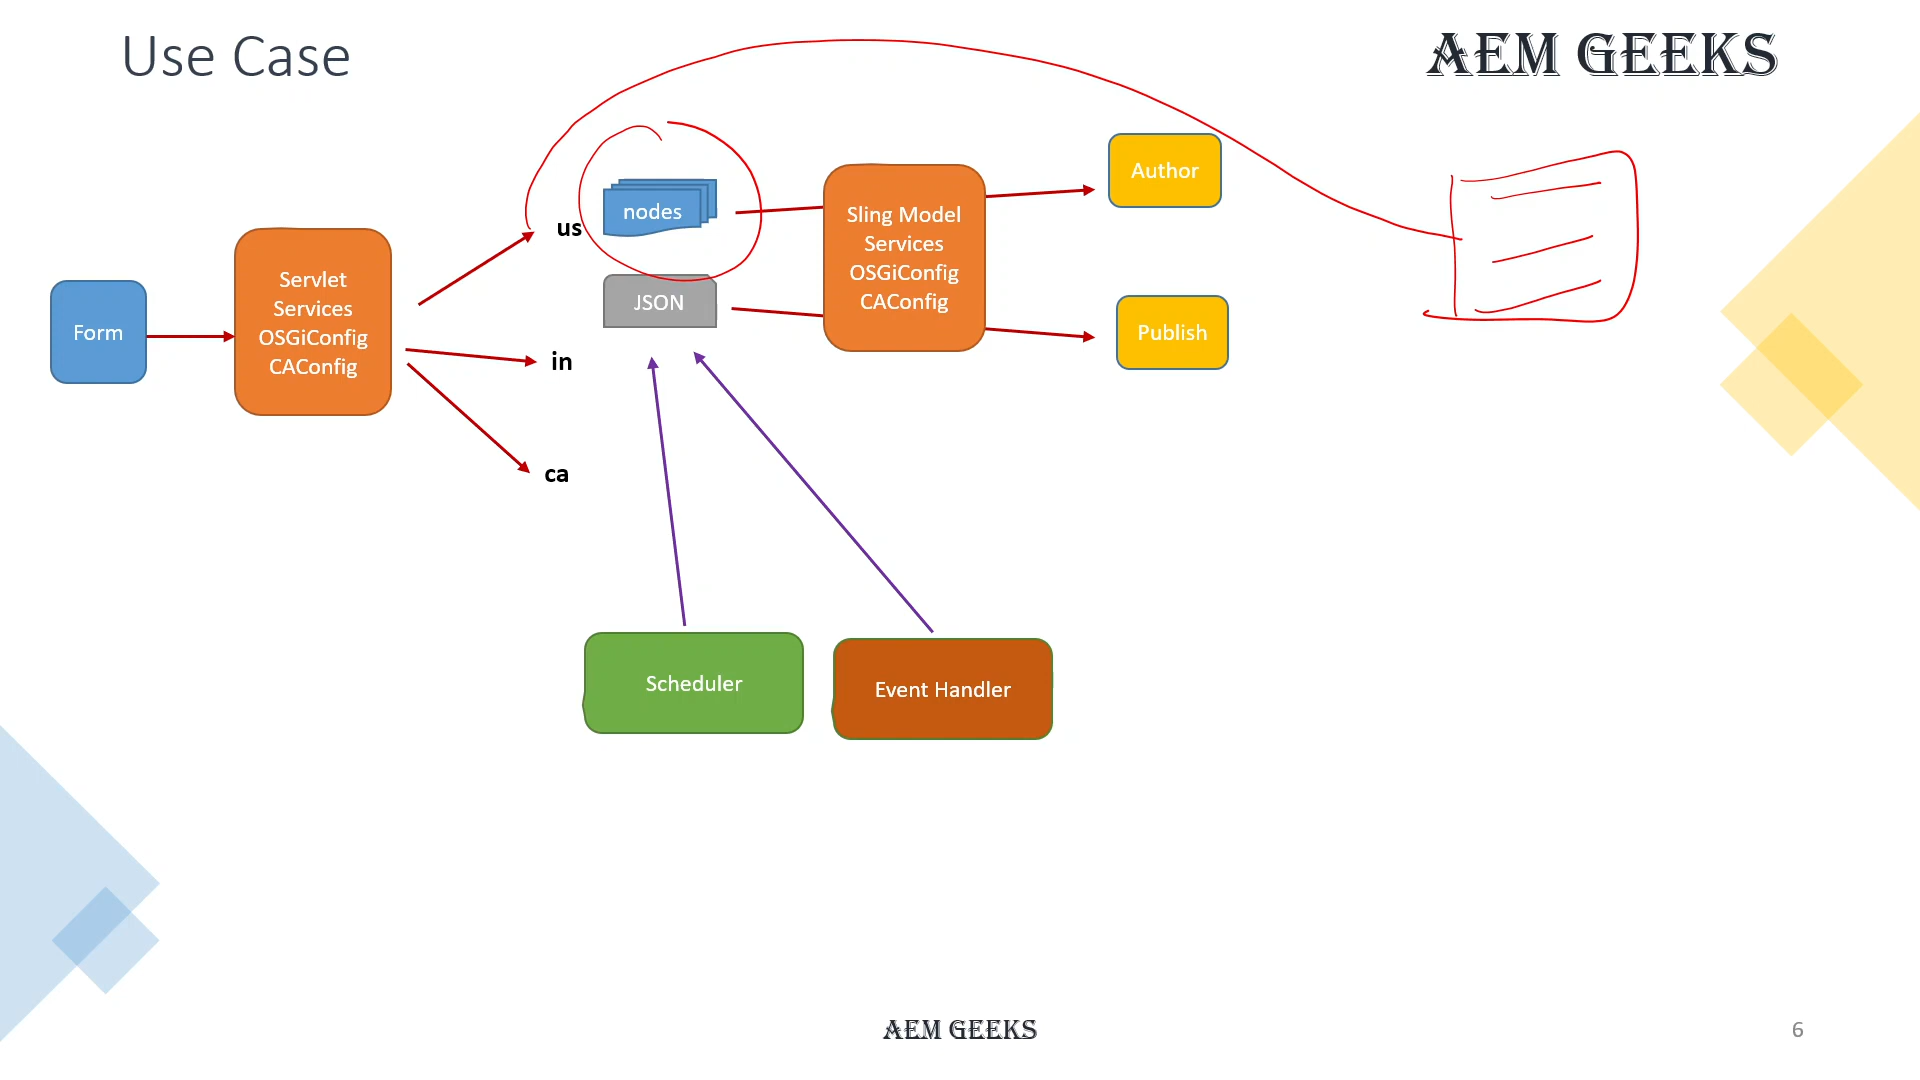 Use Case
AEM GEEKS
Form
Servlet
Services
OSGiConfig
CAConfig
us
in
ca
nodes
JSON
Sling Model
Services
OSGiConfig
CAConfig
Author
Publish
Scheduler
Event Handler
AEM GEEKS
6